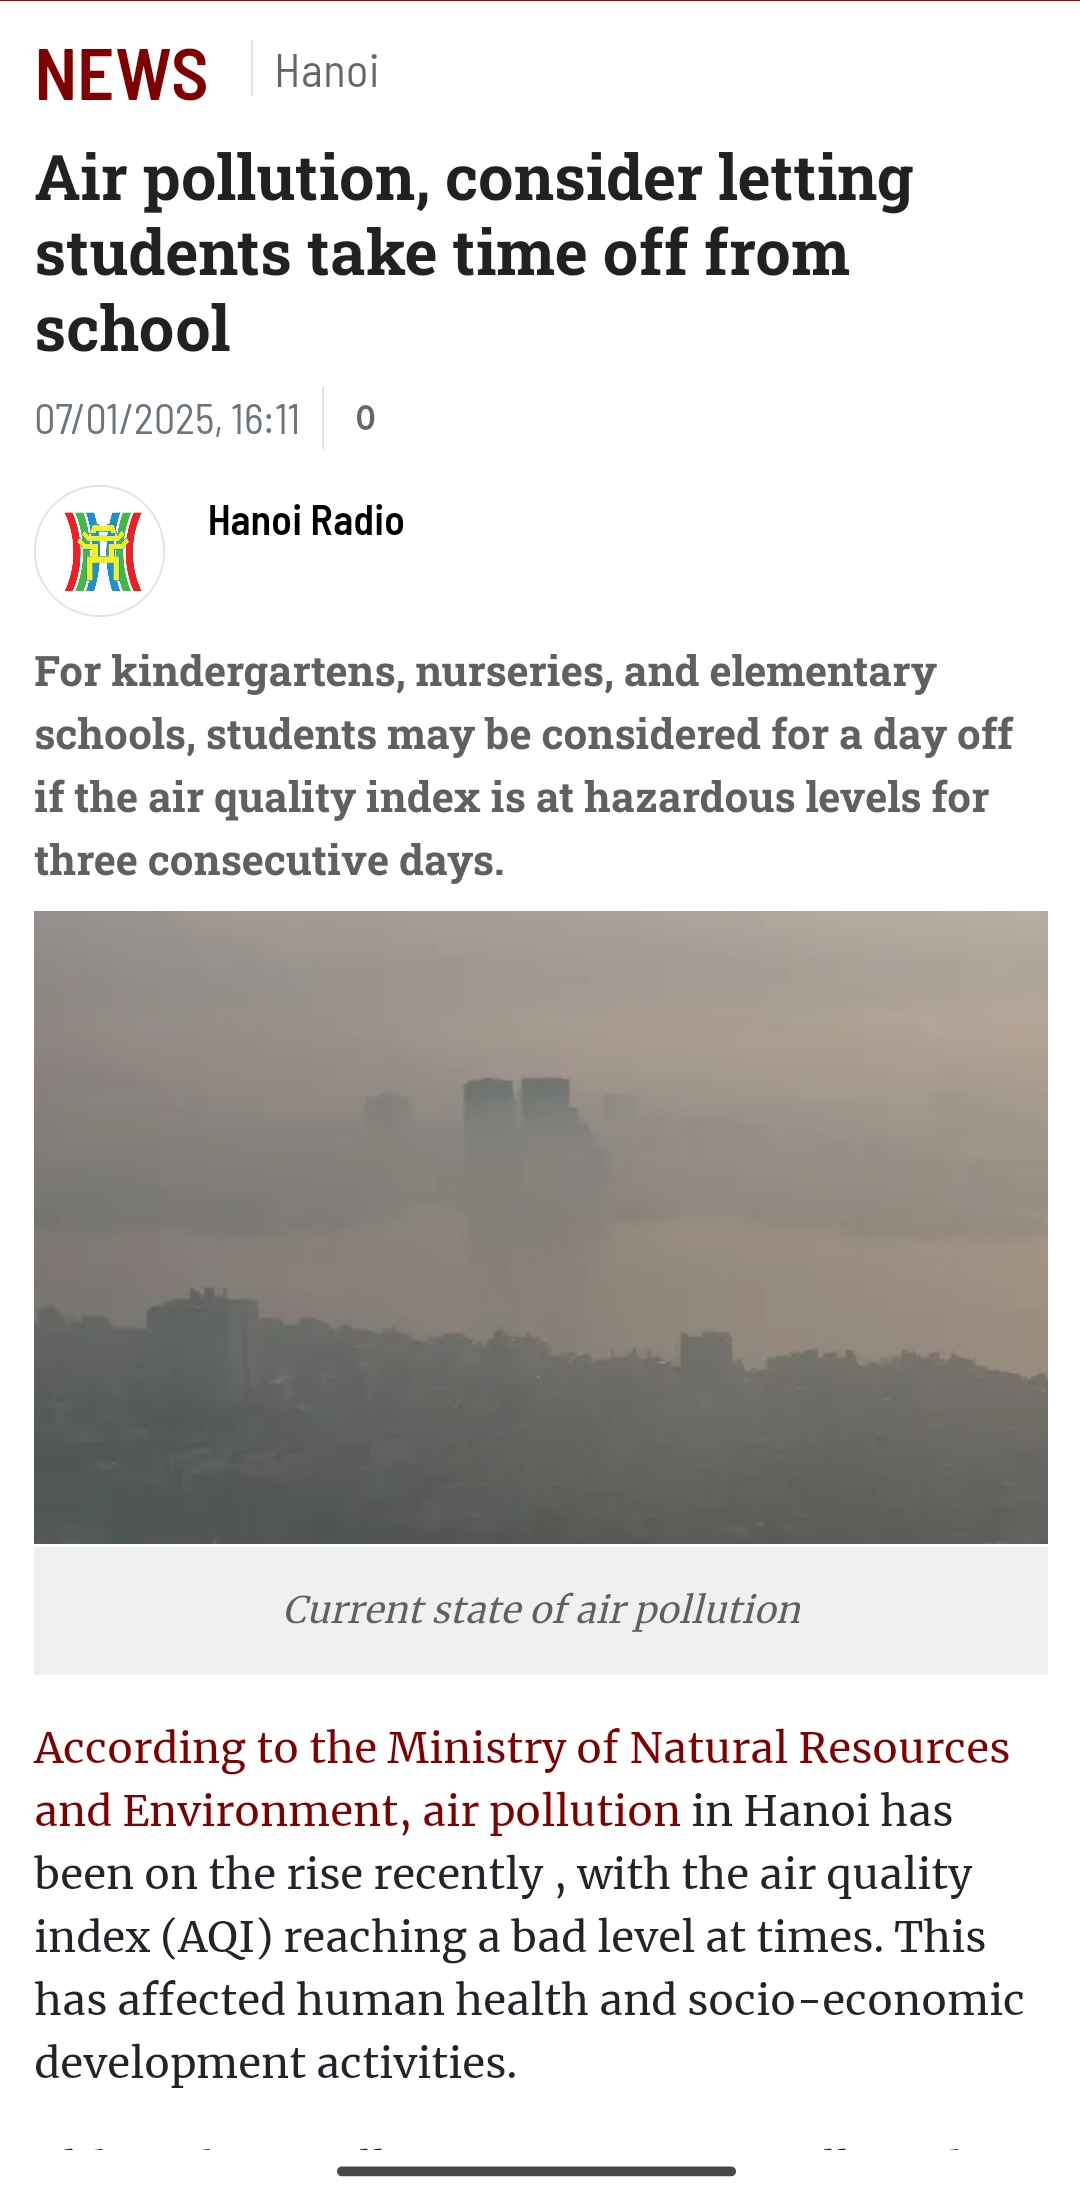 NEWS
Hanoi
Air pollution, consider letting
students take time off from
school
07/01/2025, 16:11
0
Hanoi Radio
For kindergartens, nurseries, and elementary
schools, students may be considered for a day off
if the air quality index is at hazardous levels for
three consecutive days.
Current state of air pollution
According to the Ministry of Natural Resources
and Environment, air pollution in Hanoi has
been on the rise recently , with the air quality
index (AQI) reaching a bad level at times. This
has affected human health and socio-economic
development activities.